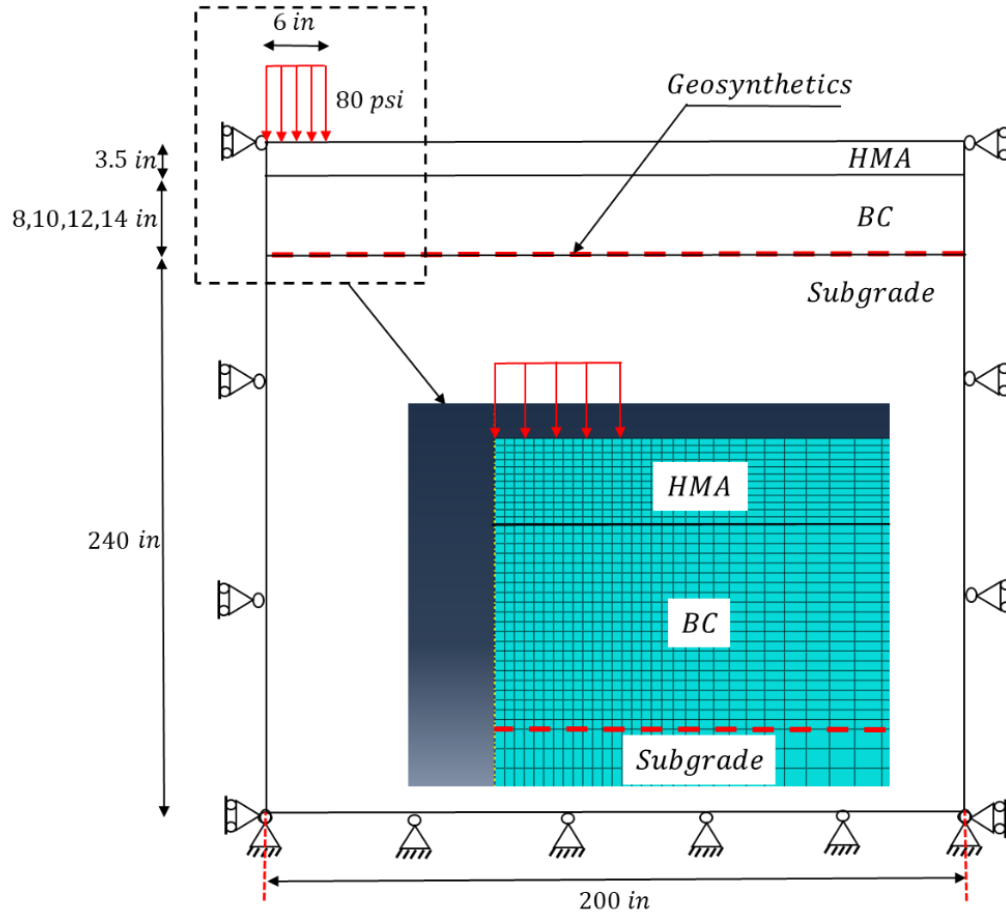 6 in
80 psi
Geosynthetics
3.5 in
HMA
8,10,12,14 in
BC
Subgrade
HMA
240 in
BC
Subgrade
200 in